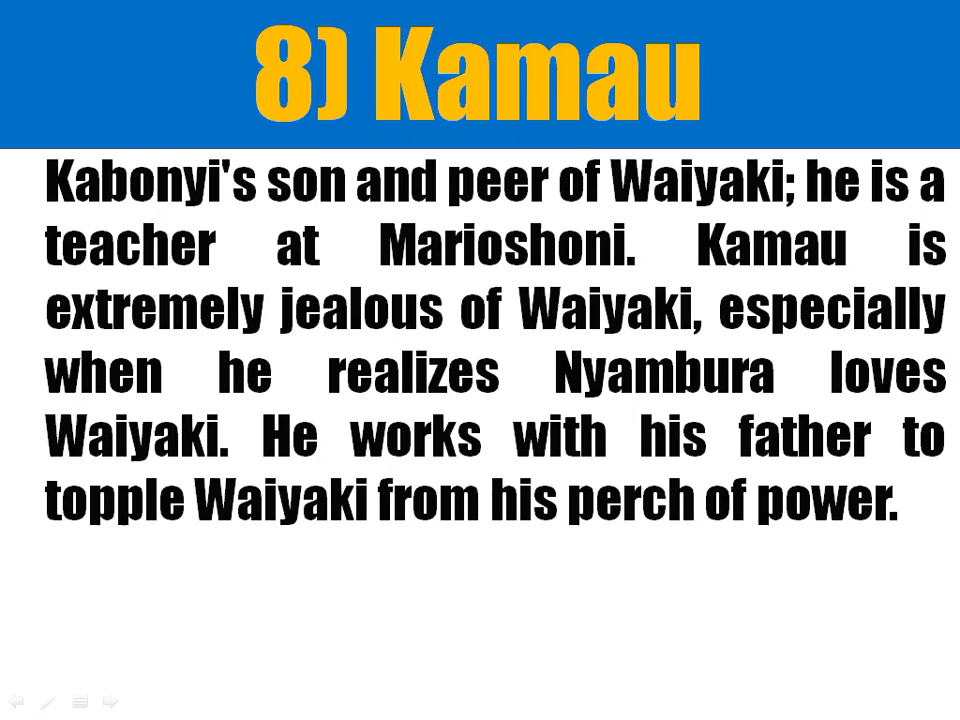 8) Kamau
Kabonyi's son and peer of Waiyaki; he is a
teacher at Marioshoni. Kamau is
extremely jealous of Waiyaki, especially
when he realizes Nyambura loves
Waiyaki. He works with his father to
topple Waiyaki from his perch of power.